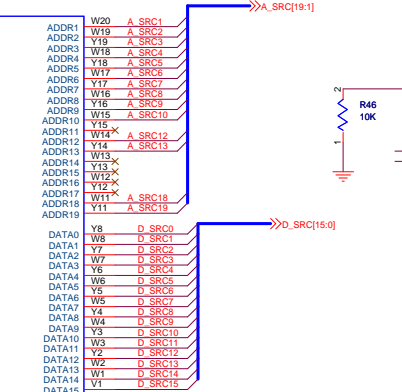 A_SRC[19:1]
ADDR1 W20 A_SRC1
ADDR2 W19 A_SRC2
ADDR3 Y19 A_SRC3
ADDR4 W18 A_SRC4
ADDR5 Y18 A_SRC5
ADDR6 W17 A_SRC6
ADDR7 Y17 A_SRC7
ADDR8 W16 A_SRC8
ADDR9 Y16 A_SRC9
ADDR10 W15 A_SRC10
ADDR11 Y15
ADDR12 W14 A_SRC12
ADDR13 Y14 A_SRC13
ADDR14 W13
ADDR15 Y13
ADDR16 W12
ADDR17 Y12
ADDR18 W11 A_SRC18
ADDR19 Y11 A_SRC19
2
R46
10K
1
D_SRC[15:0]
DATA0 Y8 D_SRC0
DATA1 W8 D_SRC1
DATA2 Y7 D_SRC2
DATA3 W7 D_SRC3
DATA4 Y6 D_SRC4
DATA5 W6 D_SRC5
DATA6 Y5 D_SRC6
DATA7 W5 D_SRC7
DATA8 Y4 D_SRC8
DATA9 W4 D_SRC9
DATA10 Y3 D_SRC10
DATA11 W3 D_SRC11
DATA12 Y2 D_SRC12
DATA13 W2 D_SRC13
DATA14 W1 D_SRC14
DATA15 V1 D_SRC15